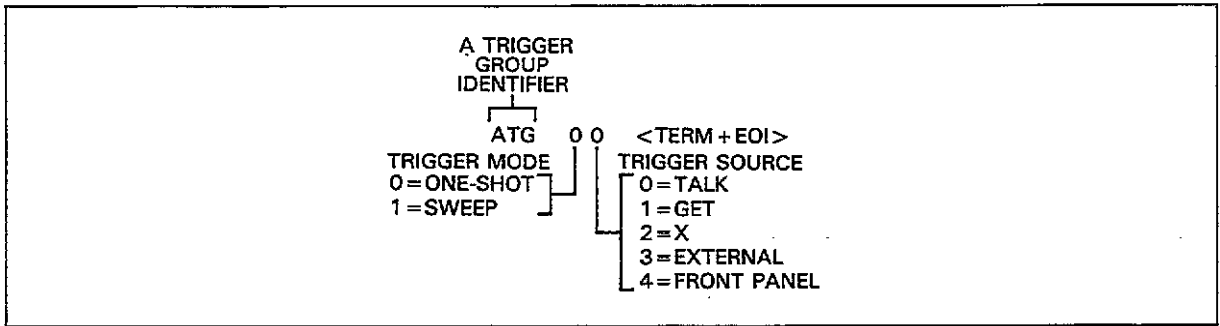 A TRIGGER
GROUP
IDENTIFIER
ATG 0 0 <TERM + EOI>
TRIGGER MODE
0=ONE-SHOT
1=SWEEP
TRIGGER SOURCE
0=TALK
1=GET
2=X
3=EXTERNAL
4=FRONT PANEL